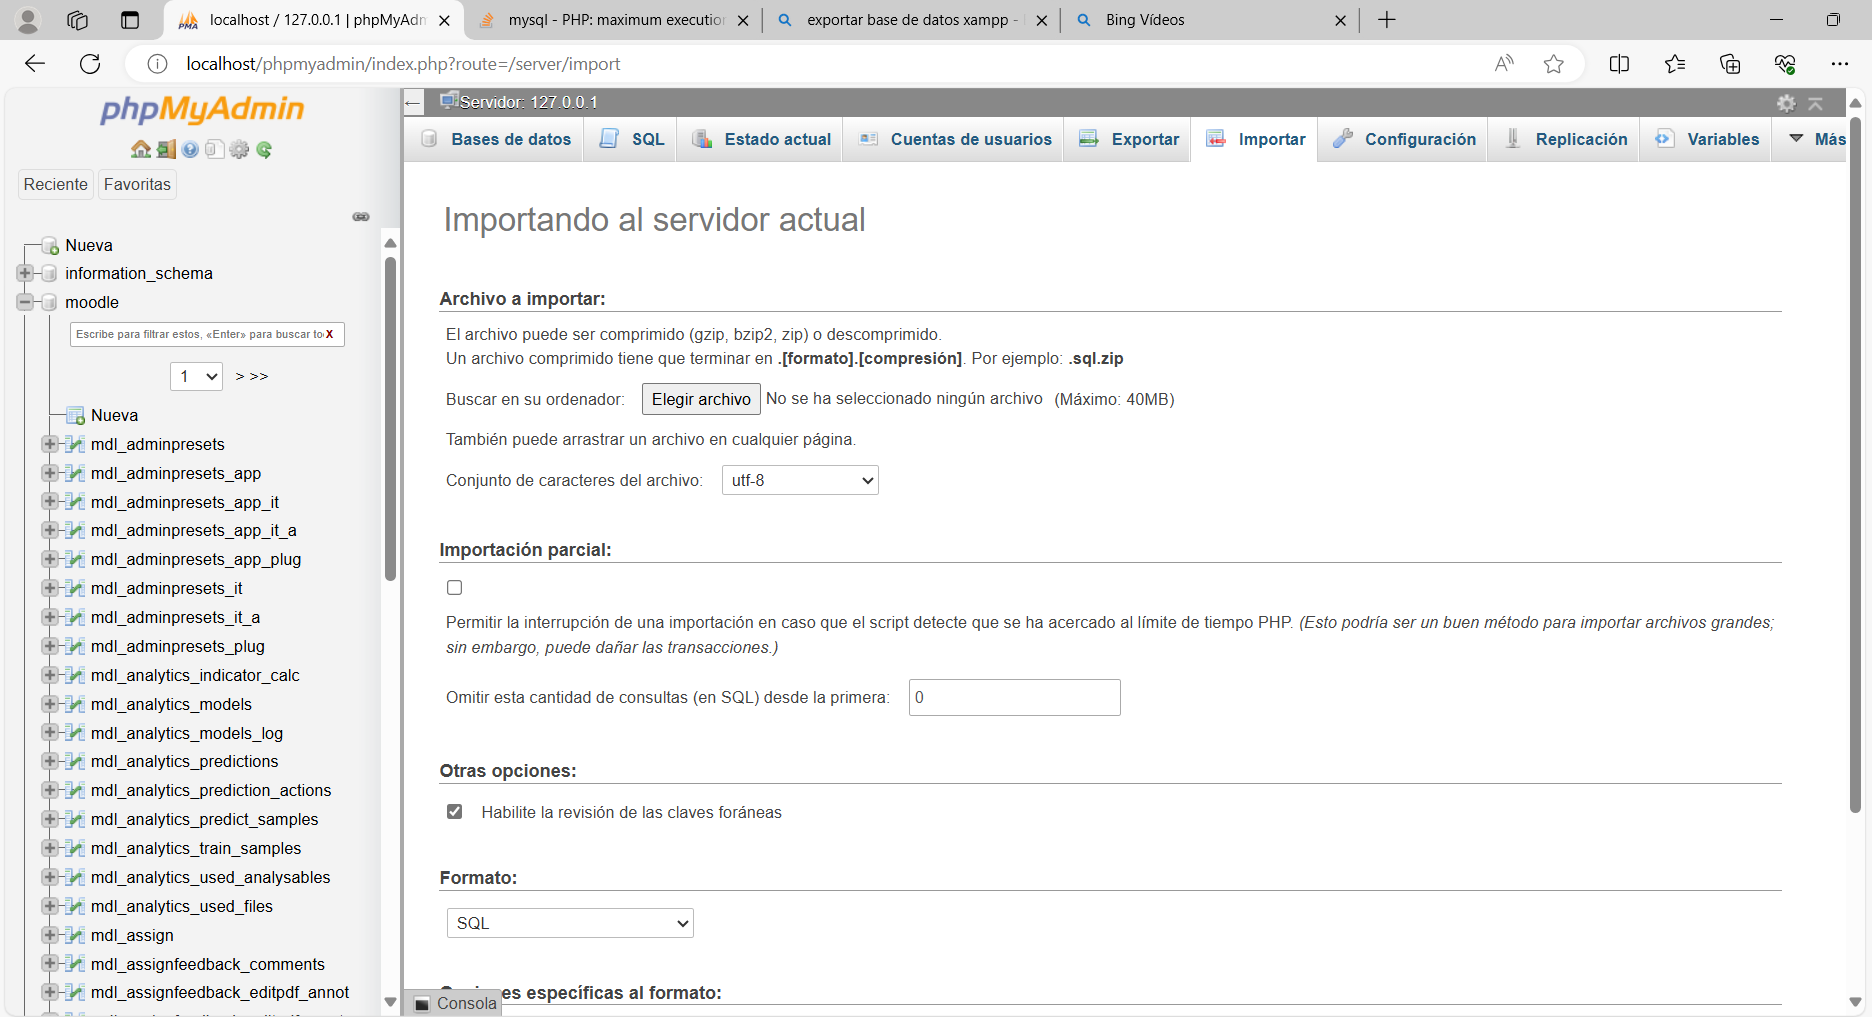 localhost / 127.0.0.1 | phpMyAdm
mysql - PHP: maximum execution
exportar base de datos xampp -
Bing Vídeos
localhost/phpmyadmin/index.php?route=/server/import
phpMyAdmin
Reciente
Favoritas
Nueva
information_schema
moodle
Escribe para filtrar estos, «Enter» para buscar to X
1
> >>
Nueva
mdl_adminpresets
mdl_adminpresets_app
mdl_adminpresets_app_it
mdl_adminpresets_app_it_a
mdl_adminpresets_app_plug
mdl_adminpresets_it
mdl_adminpresets_it_a
mdl_adminpresets_plug
mdl_analytics_indicator_calc
mdl_analytics_models
mdl_analytics_models_log
mdl_analytics_predictions
mdl_analytics_prediction_actions
mdl_analytics_predict_samples
mdl_analytics_train_samples
mdl_analytics_used_analysables
mdl_analytics_used_files
mdl_assign
mdl_assignfeedback_comments
mdl_assignfeedback_editpdf_annot
Servidor: 127.0.0.1
Bases de datos
SQL
Estado actual
Cuentas de usuarios
Exportar
Importar
Configuración
Replicación
Variables
Más
Importando al servidor actual
Archivo a importar:
El archivo puede ser comprimido (gzip, bzip2, zip) o descomprimido.
Un archivo comprimido tiene que terminar en .[formato].[compresión]. Por ejemplo: .sql.zip
Buscar en su ordenador: Elegir archivo No se ha seleccionado ningún archivo (Máximo: 40MB)
También puede arrastrar un archivo en cualquier página.
Conjunto de caracteres del archivo: utf-8
Importación parcial:
Permitir la interrupción de una importación en caso que el script detecte que se ha acercado al límite de tiempo PHP. (Esto podría ser un buen método para importar archivos grandes;
sin embargo, puede dañar las transacciones.)
Omitir esta cantidad de consultas (en SQL) desde la primera: 0
Otras opciones:
Habilite la revisión de las claves foráneas
Formato:
SQL
es específicas al formato:
Consola